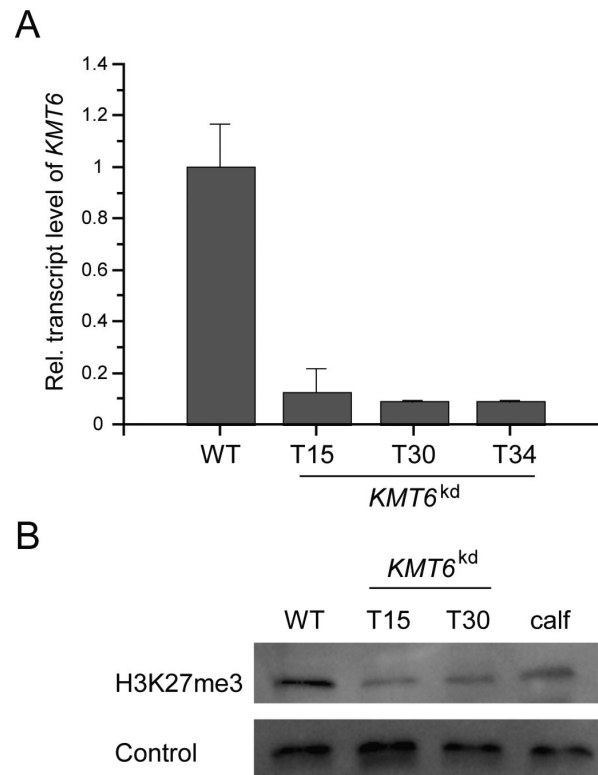 A
Rel. transcript level of KMT6
1.4
1.2
1
0.8
0.6
0.4
0.2
0
WT T15 T30 T34
KMT6kd
B
KMT6kd
WT T15 T30 calf
H3K27me3
Control